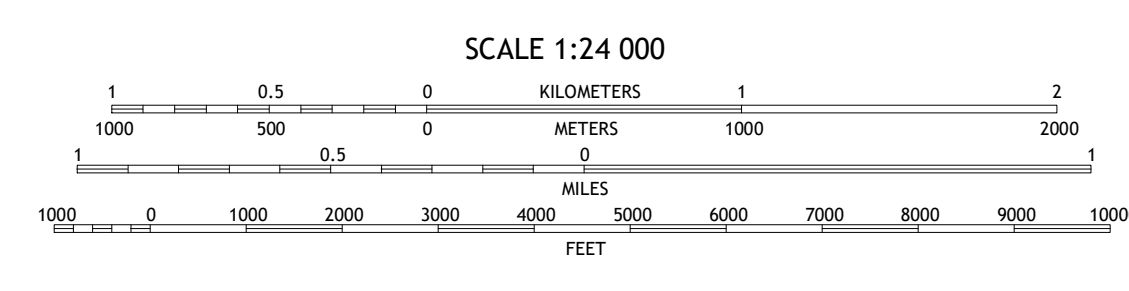 SCALE 1:24 000
1 0.5 0 KILOMETERS 1 2
1000 500 0 METERS 1000 2000
1 0.5 0 1
MILES
1000 0 1000 2000 3000 4000 5000 6000 7000 8000 9000 1000
FEET